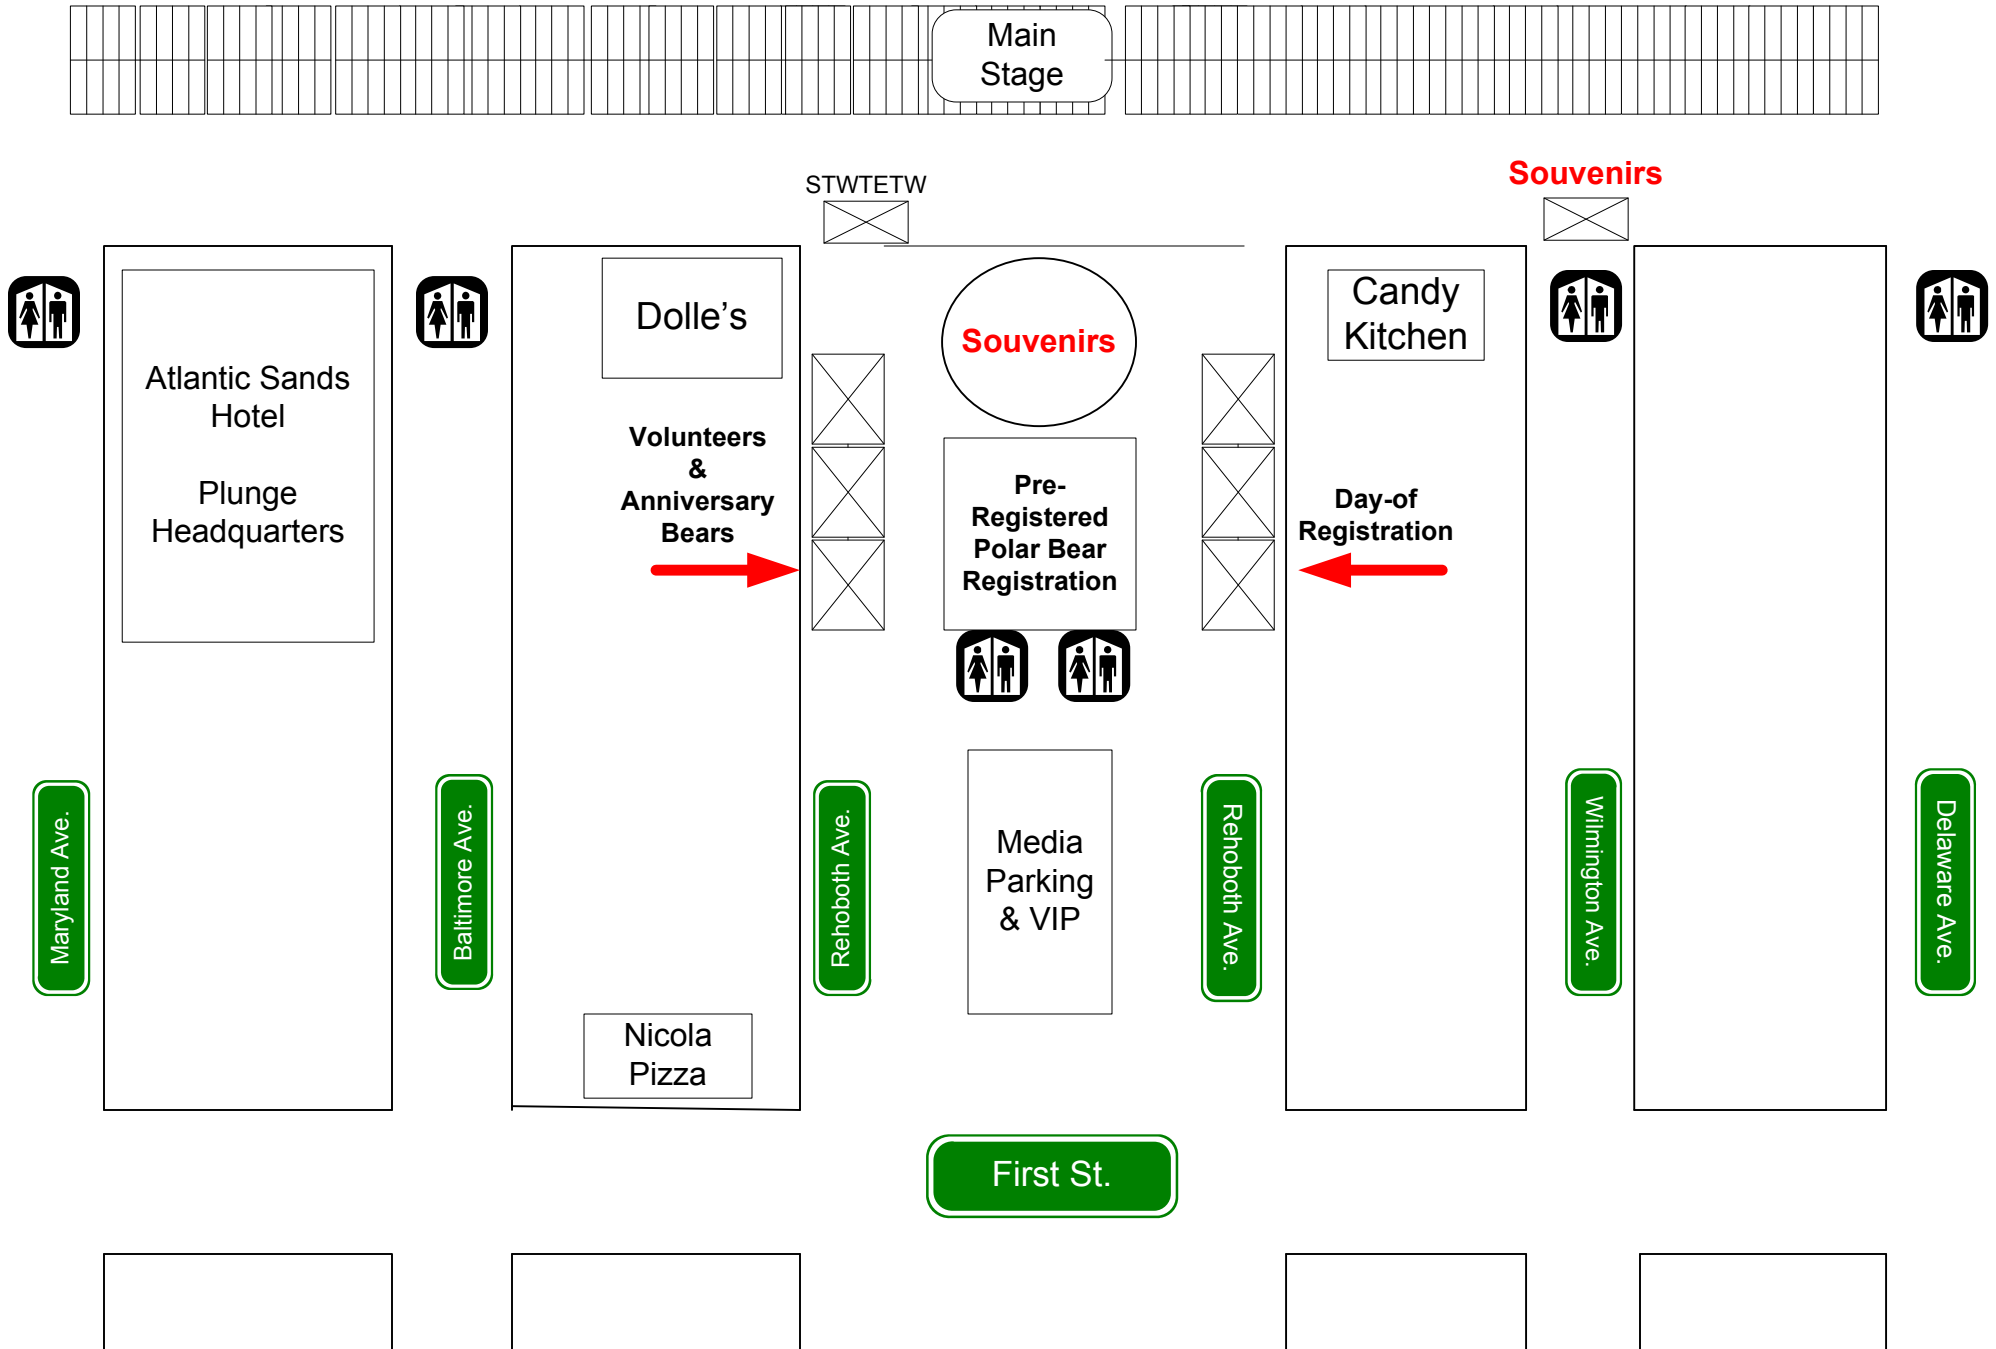 Main
Stage
STWTETW
Souvenirs
Dolle's
Souvenirs
Candy
Kitchen
Atlantic Sands
Hotel
Plunge
Headquarters
Volunteers
&
Anniversary
Bears
Pre-
Registered
Polar Bear
Registration
Day-of
Registration
Maryland Ave.
Baltimore Ave.
Rehoboth Ave.
Media
Parking
& VIP
Rehoboth Ave.
Wilmington Ave.
Delaware Ave.
Nicola
Pizza
First St.